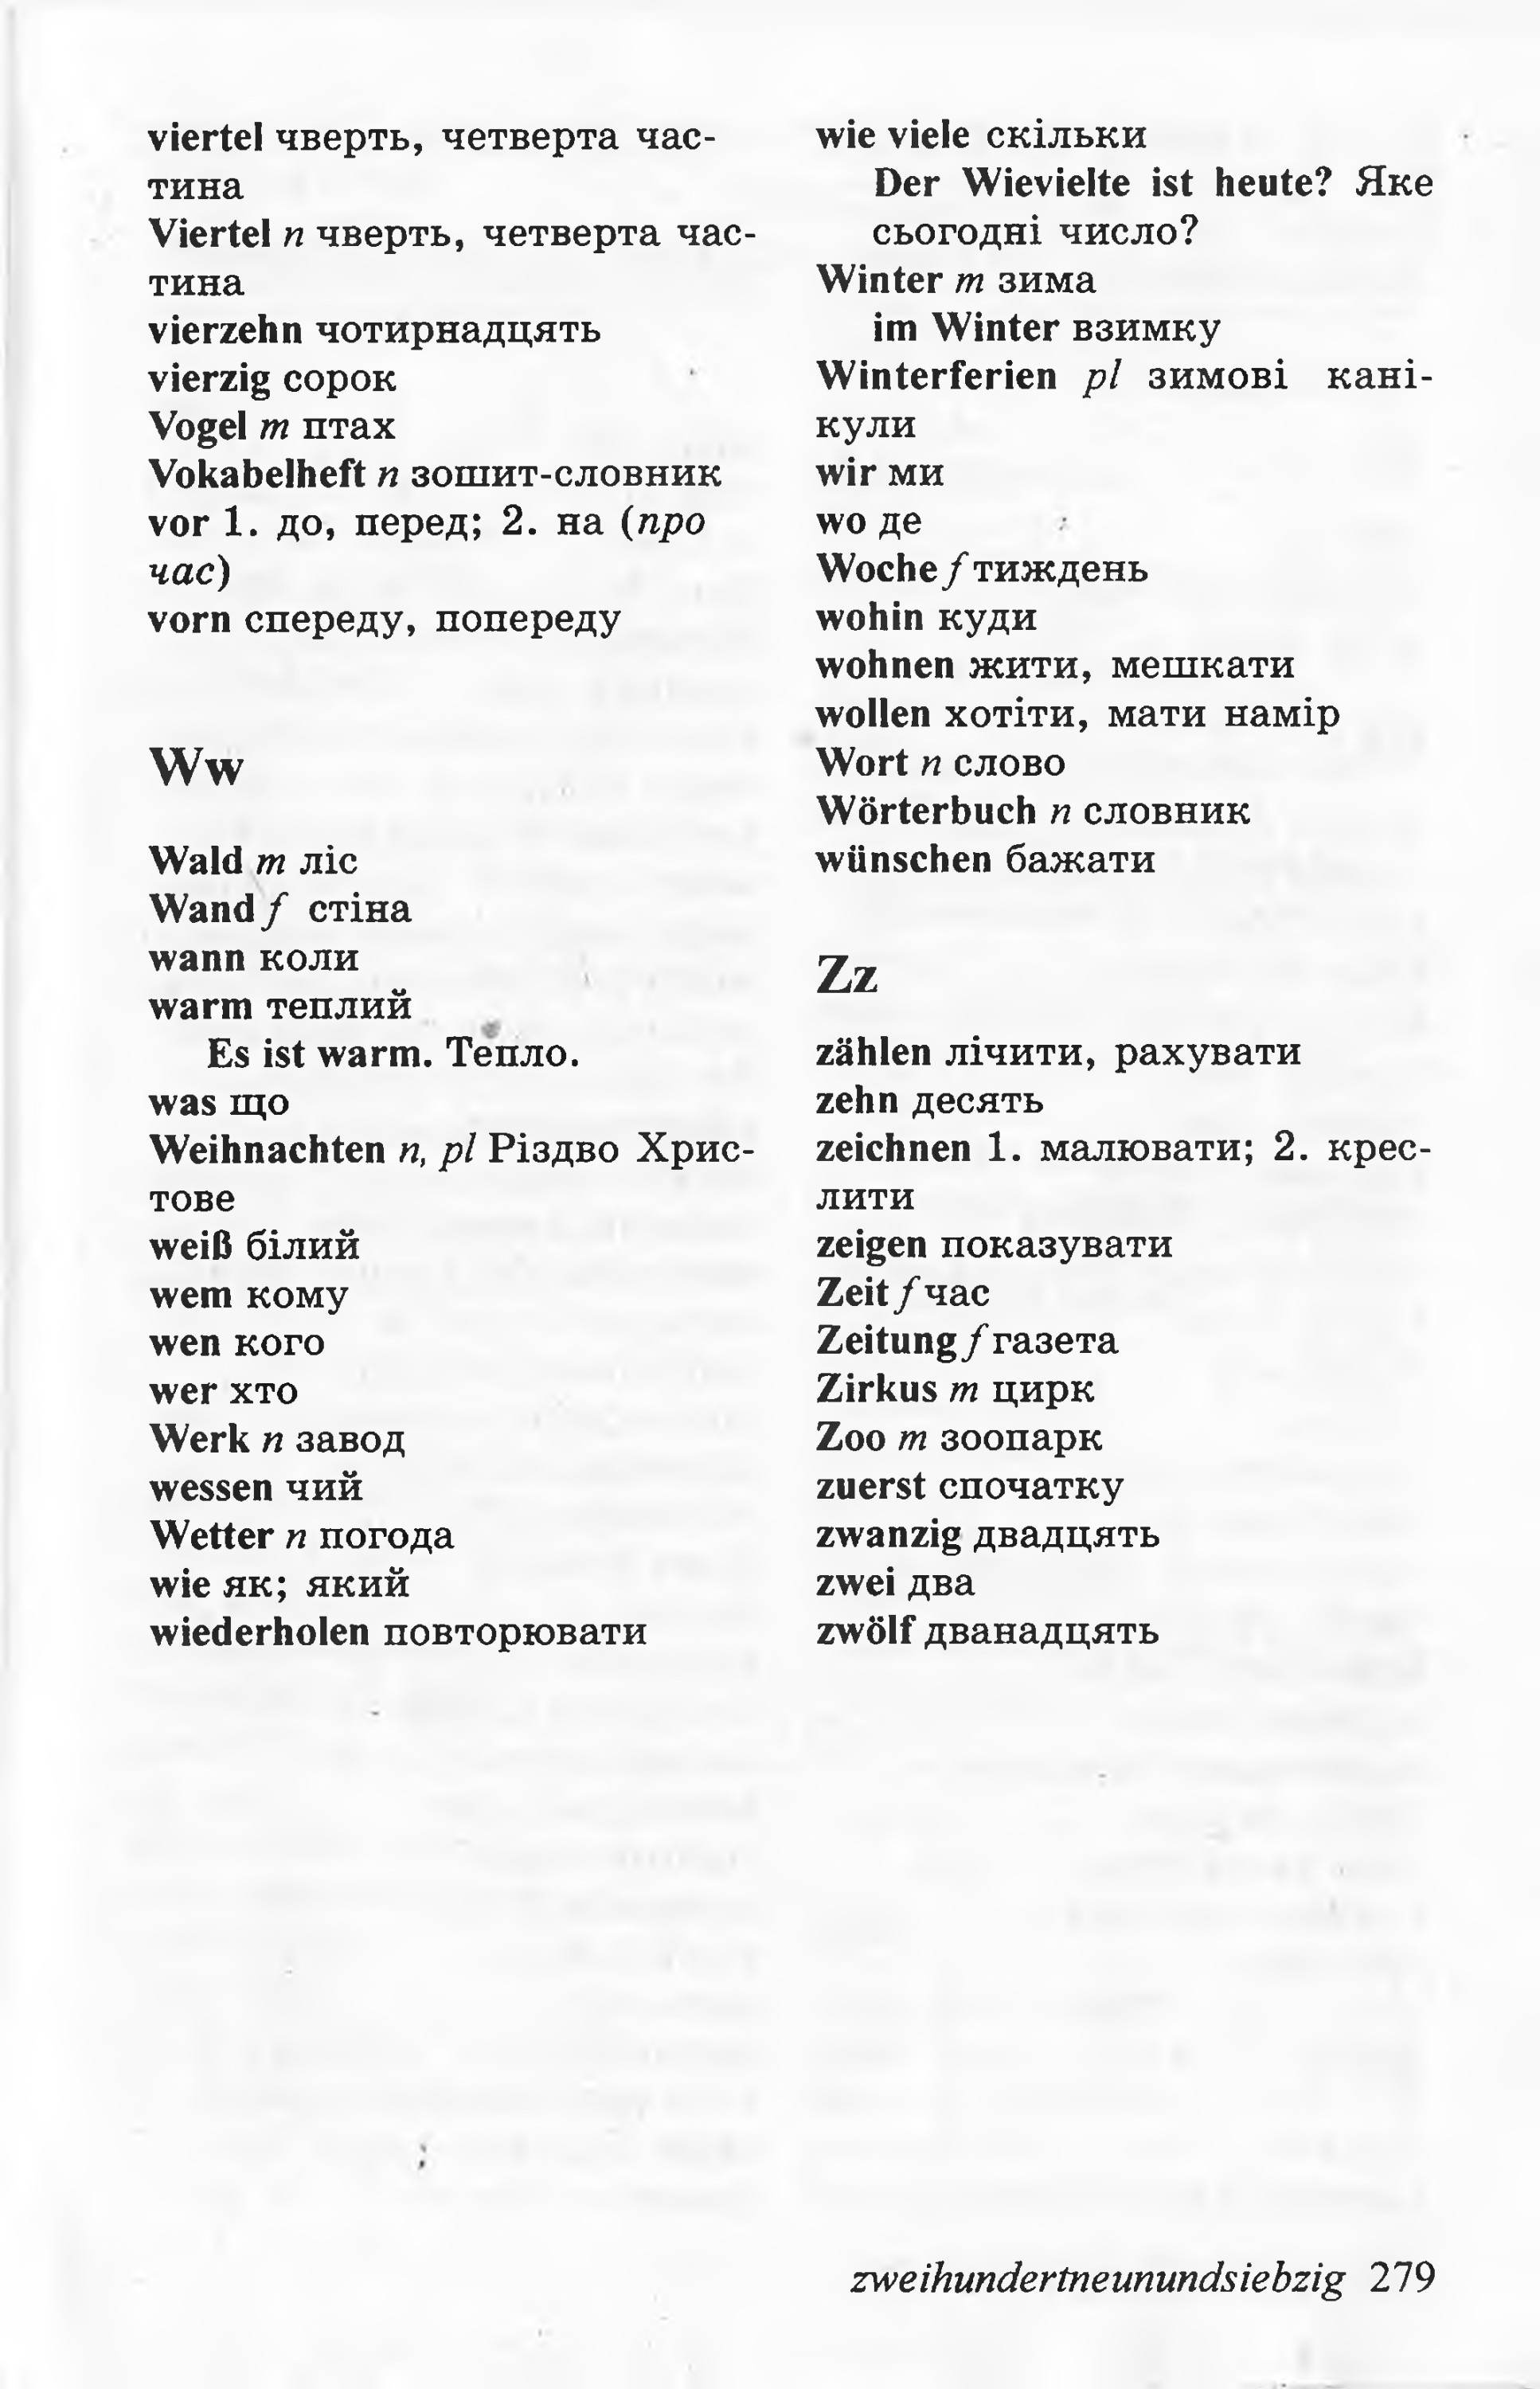 viertel чверть, четверта час-
тина
Viertel n чверть, четверта час-
тина
vierzehn чотирнадцять
vierzig сорок
Vogel m птах
Vokabelheft n зошит-словник
vor 1. до, перед; 2. на (про
час)
vorn спереду, попереду
Ww
Wald m ліс
Wand f стіна
wann коли
warm теплий
Es ist warm. Тепло.
was що
Weihnachten n, pl Різдво Хрис-
тове
weiß білий
wem кому
wen кого
wer хто
Werk n завод
wessen чий
Wetter n погода
wie як; який
wiederholen повторювати
wie viele скільки
Der Wievielte ist heute? Яке
сьогодні число?
Winter m зима
im Winter взимку
Winterferien pl зимові кані-
кули
wir ми
wo де
Woche f тиждень
wohin куди
wohnen жити, мешкати
wollen хотіти, мати намір
Wort n слово
Wörterbuch n словник
wünschen бажати
Zz
zählen лічити, рахувати
zehn десять
zeichnen 1. малювати; 2. крес-
лити
zeigen показувати
Zeit f час
Zeitung f газета
Zirkus m цирк
Zoo m зоопарк
zuerst спочатку
zwanzig двадцять
zwei два
zwölf дванадцять
zweihundertneunundsiebzig 279